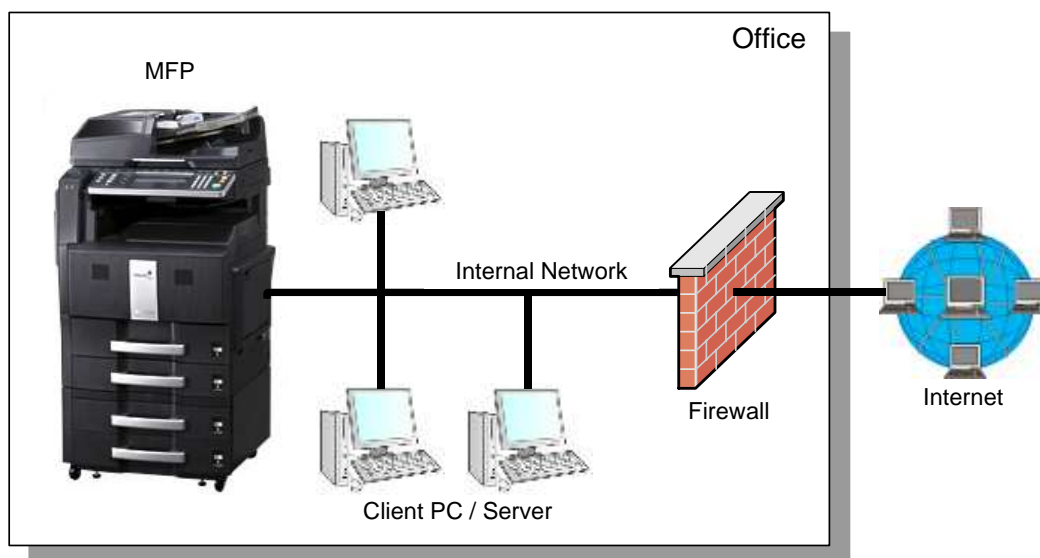 Office
MFP
Internal Network
Firewall
Internet
Client PC / Server